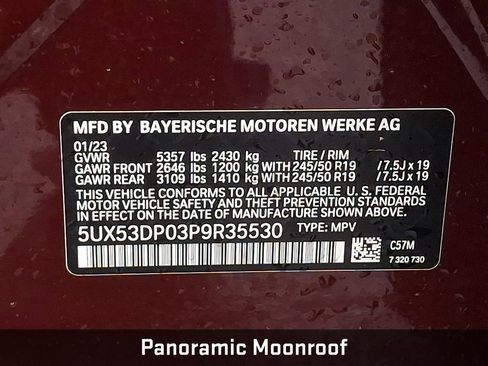 MFD BY BAYERISCHE MOTOREN WERKE AG
01/23
GVWR 5357 lbs 2430 kg TIRE / RIM
GAWR FRONT 2646 lbs 1200 kg WITH 245/50 R19 / 7.5J x 19
GAWR REAR 3109 lbs 1410 kg WITH 245/50 R19 / 7.5J x 19
THIS VEHICLE CONFORMS TO ALL APPLICABLE U. S. FEDERAL
MOTOR VEHICLE SAFETY AND THEFT PREVENTION STANDARDS
IN EFFECT ON THE DATE OF MANUFACTURE SHOWN ABOVE.
5UX53DP03P9R35530 TYPE: MPV
C57M
7 320 730
Panoramic Moonroof